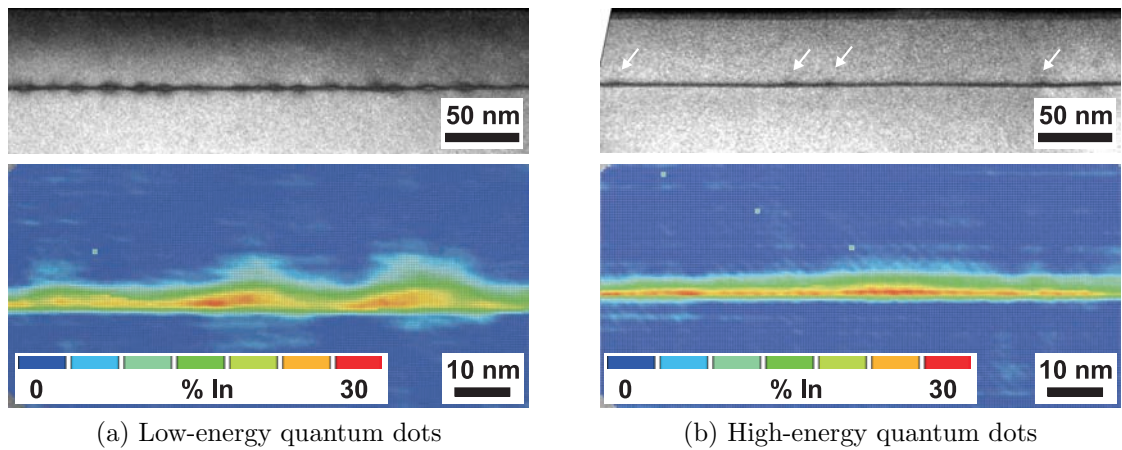 50 nm
50 nm
0 % In 30
10 nm
0 % In 30
10 nm
(a) Low-energy quantum dots
(b) High-energy quantum dots